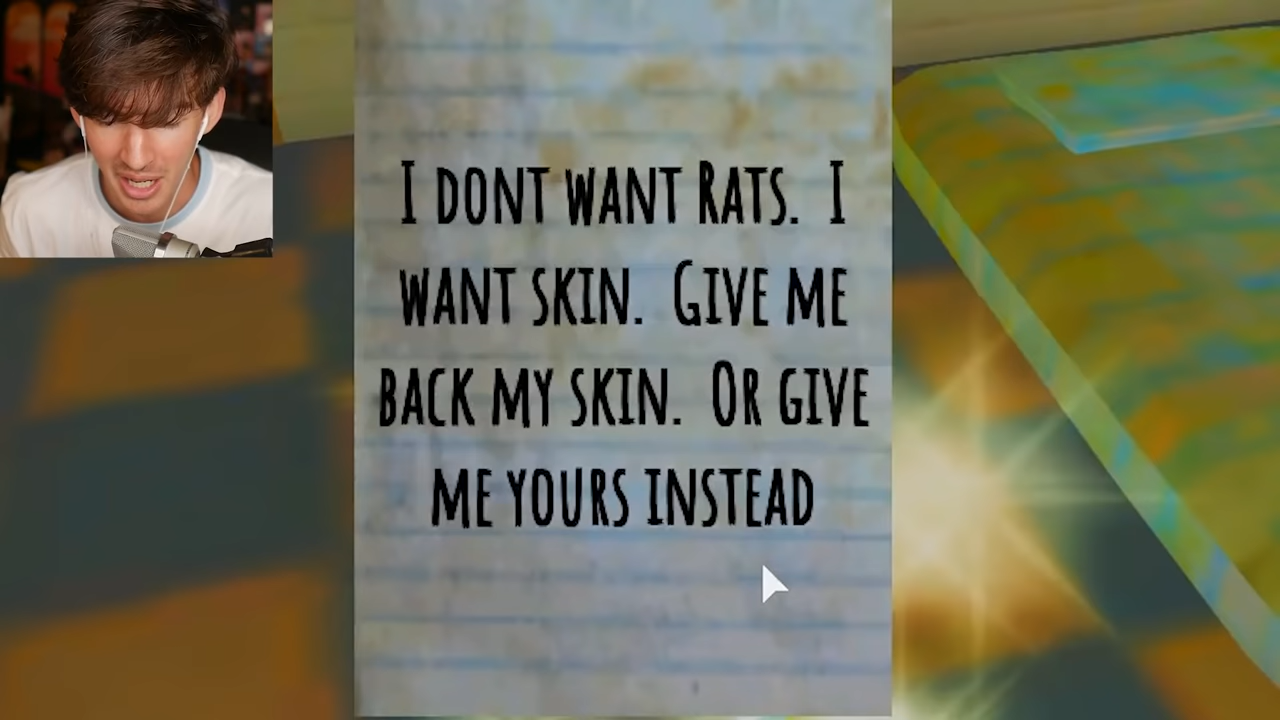 I DONT WANT RATS. I
WANT SKIN. GIVE ME
BACK MY SKIN. OR GIVE
ME YOURS INSTEAD